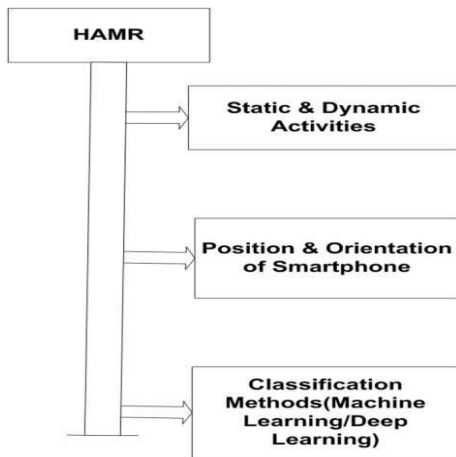 HAMR
Static & Dynamic
Activities
Position & Orientation
of Smartphone
Classification
Methods(Machine
Learning/Deep
Learning)